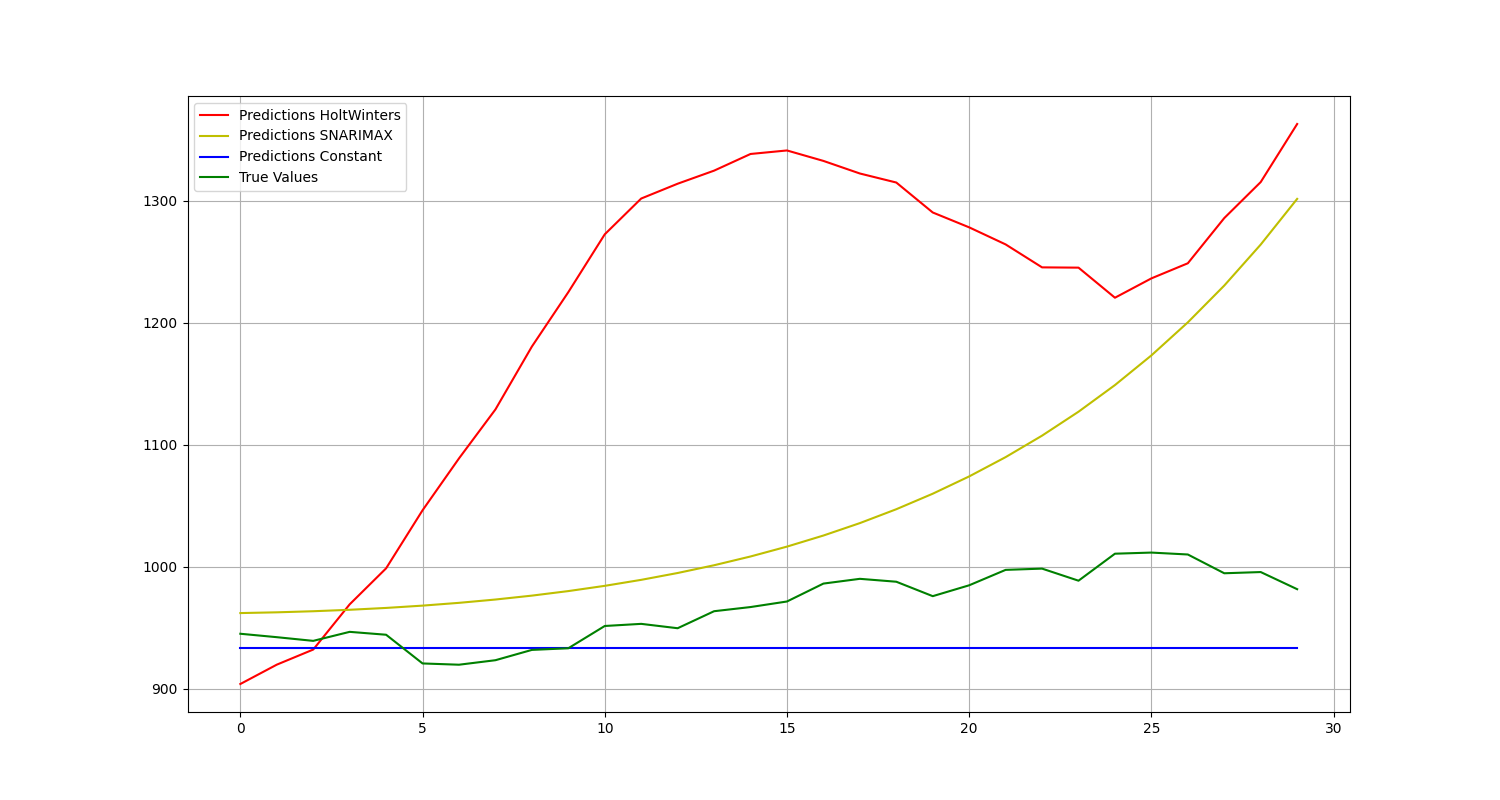 Predictions HoltWinters
Predictions SNARIMAX
Predictions Constant
True Values
1300
1200
1100
1000
900
0 5 10 15 20 25 30